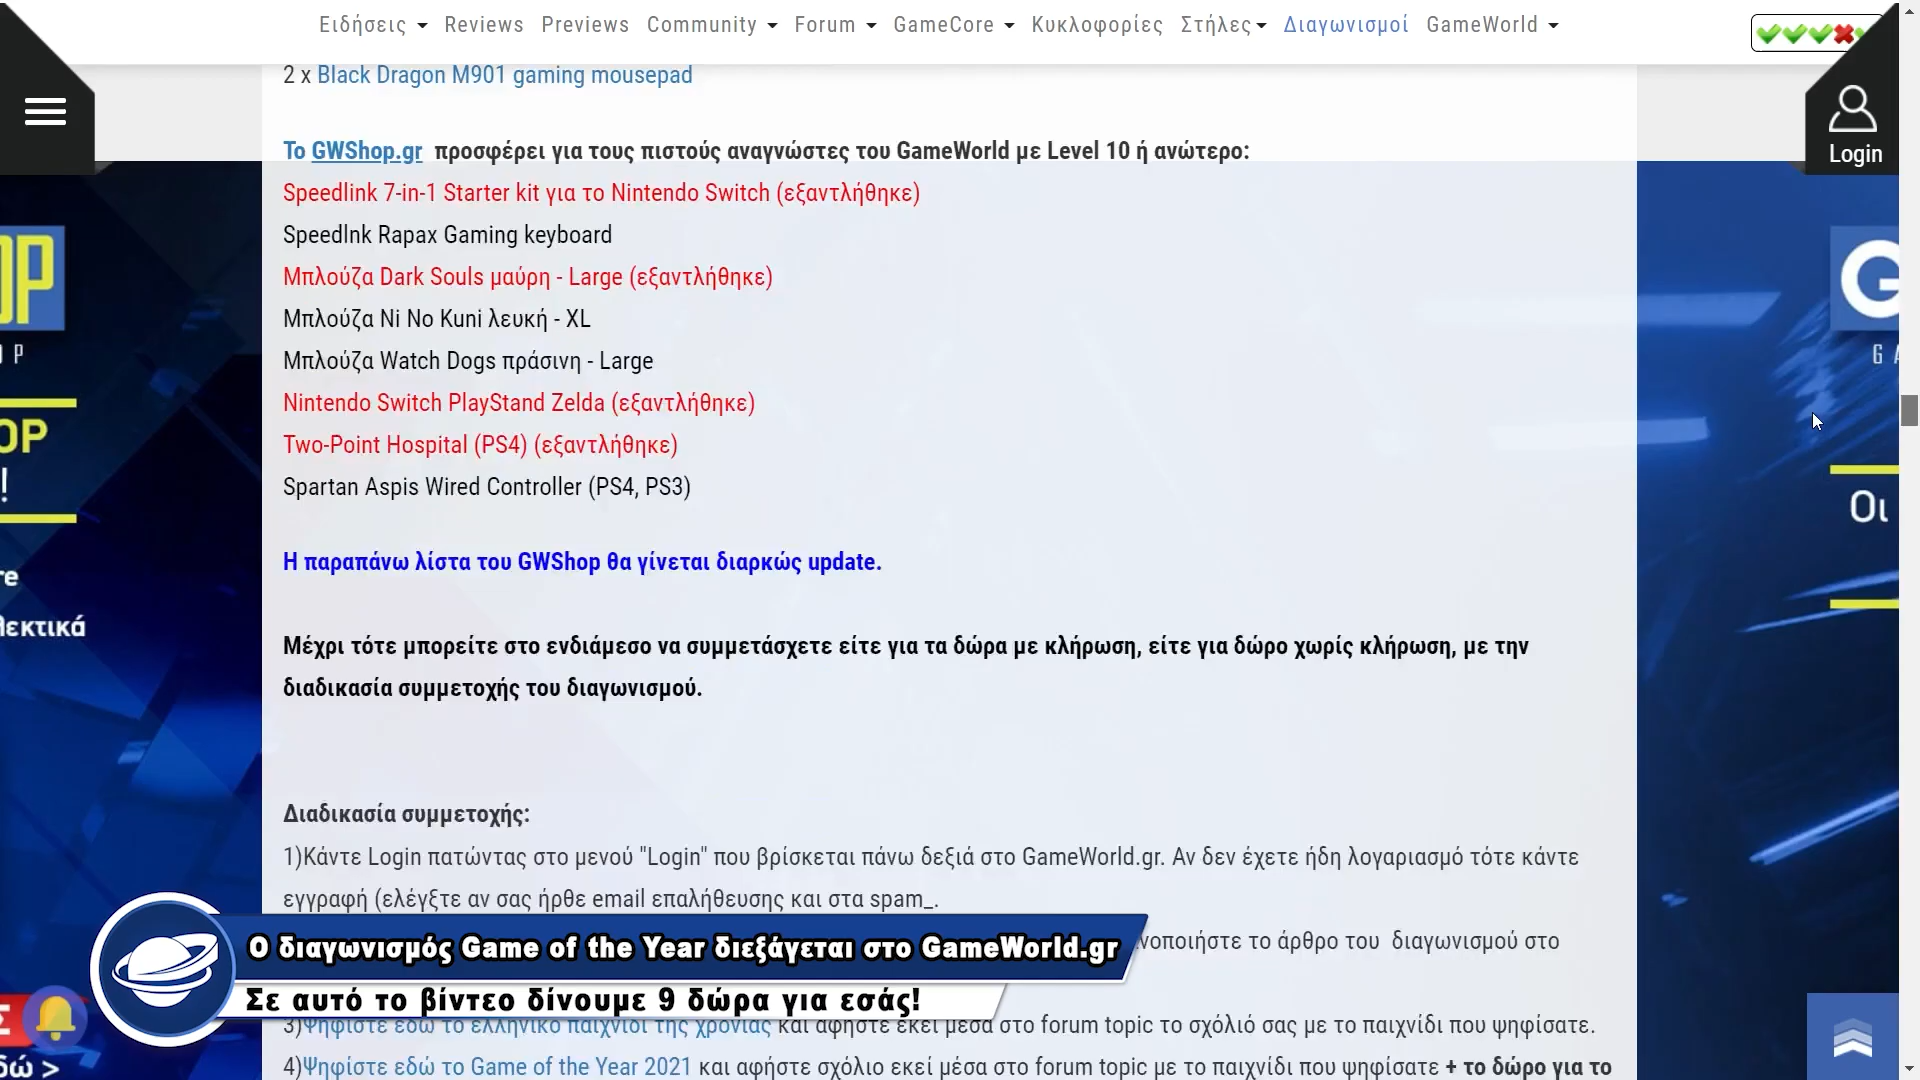 Ειδήσεις Reviews Previews Community Forum GameCore Κυκλοφορίες Στήλες Διαγωνισμοί GameWorld
2 x Black Dragon M901 gaming mousepad
Login
Το GWShop.gr προσφέρει για τους πιστούς αναγνώστες του GameWorld με Level 10 ή ανώτερο:
Speedlink 7-in-1 Starter kit για το Nintendo Switch (εξαντλήθηκε)
Speedlnk Rapax Gaming keyboard
Μπλούζα Dark Souls μαύρη - Large (εξαντλήθηκε)
Μπλούζα Ni No Kuni λευκή - XL
Μπλούζα Watch Dogs πράσινη - Large
Nintendo Switch PlayStand Zelda (εξαντλήθηκε)
Two-Point Hospital (PS4) (εξαντλήθηκε)
Spartan Aspis Wired Controller (PS4, PS3)
Οι
Η παραπάνω λίστα του GWShop θα γίνεται διαρκώς update.
Μέχρι τότε μπορείτε στο ενδιάμεσο να συμμετάσχετε είτε για τα δώρα με κλήρωση, είτε για δώρο χωρίς κλήρωση, με την
διαδικασία συμμετοχής του διαγωνισμού.
Διαδικασία συμμετοχής:
1)Κάντε Login πατώντας στο μενού "Login" που βρίσκεται πάνω δεξιά στο GameWorld.gr. Αν δεν έχετε ήδη λογαριασμό τότε κάντε
εγγραφή (ελέγξτε αν σας ήρθε email επαλήθευσης και στα spam_.
το άρθρο του διαγωνισμού στο
Ο διαγωνισμός Game of the Year διεξάγεται στο GameWorld.gr
Σε αυτό το βίντεο δίνουμε 9 δώρα για εσάς!
3)Ψηφίστε εδώ το ελληνικό παιχνίδι της χρονιάς και αφήστε εκεί μέσα στο forum topic το σχόλιό σας με το παιχνίδι που ψηφίσατε.
4)Ψηφίστε εδώ το Game of the Year 2021 και αφήστε σχόλιο εκεί μέσα στο forum topic με το παιχνίδι που ψηφίσατε + το δώρο για το